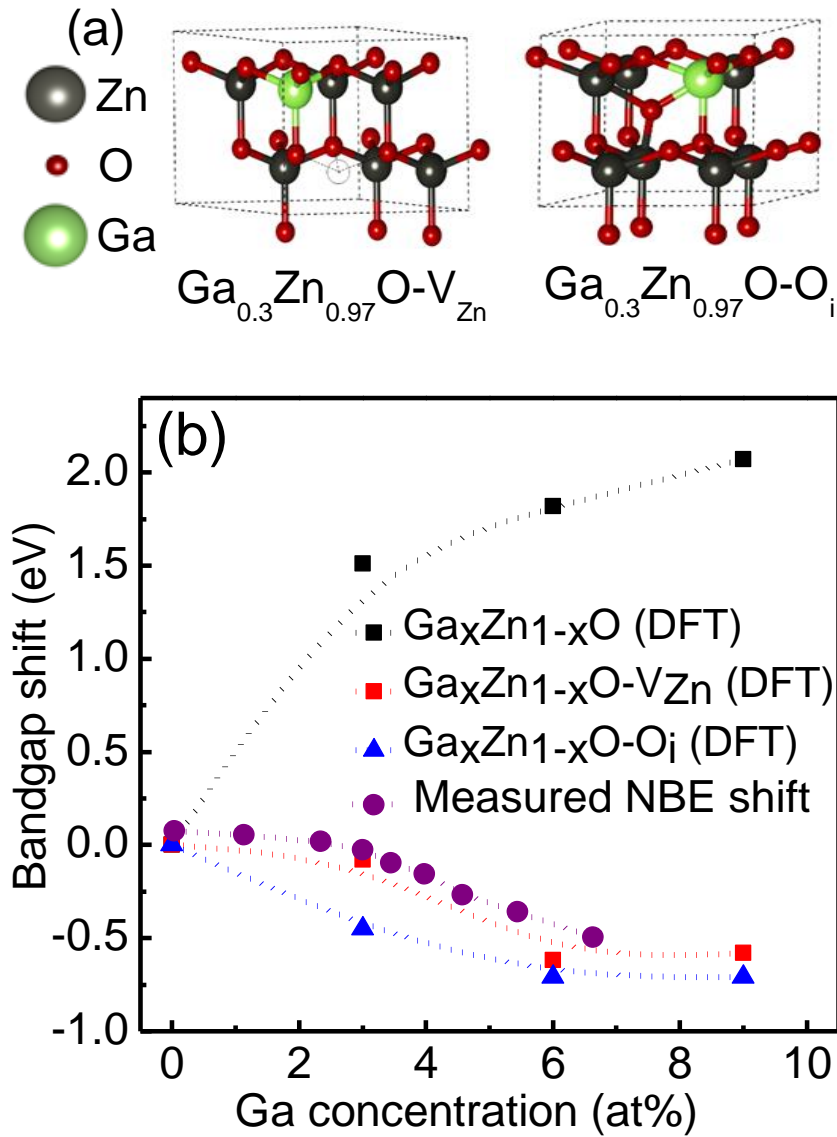 (a)
Zn
O
Ga
Ga0.3Zn0.97O-VZn
Ga0.3Zn0.97O-Oi
(b)
2.0
1.5
1.0
0.5
0.0
-0.5
-1.0
Bandgap shift (eV)
GaxZn1-xO (DFT)
GaxZn1-xO-VZn (DFT)
GaxZn1-xO-Oi (DFT)
Measured NBE shift
0 2 4 6 8 10
Ga concentration (at%)